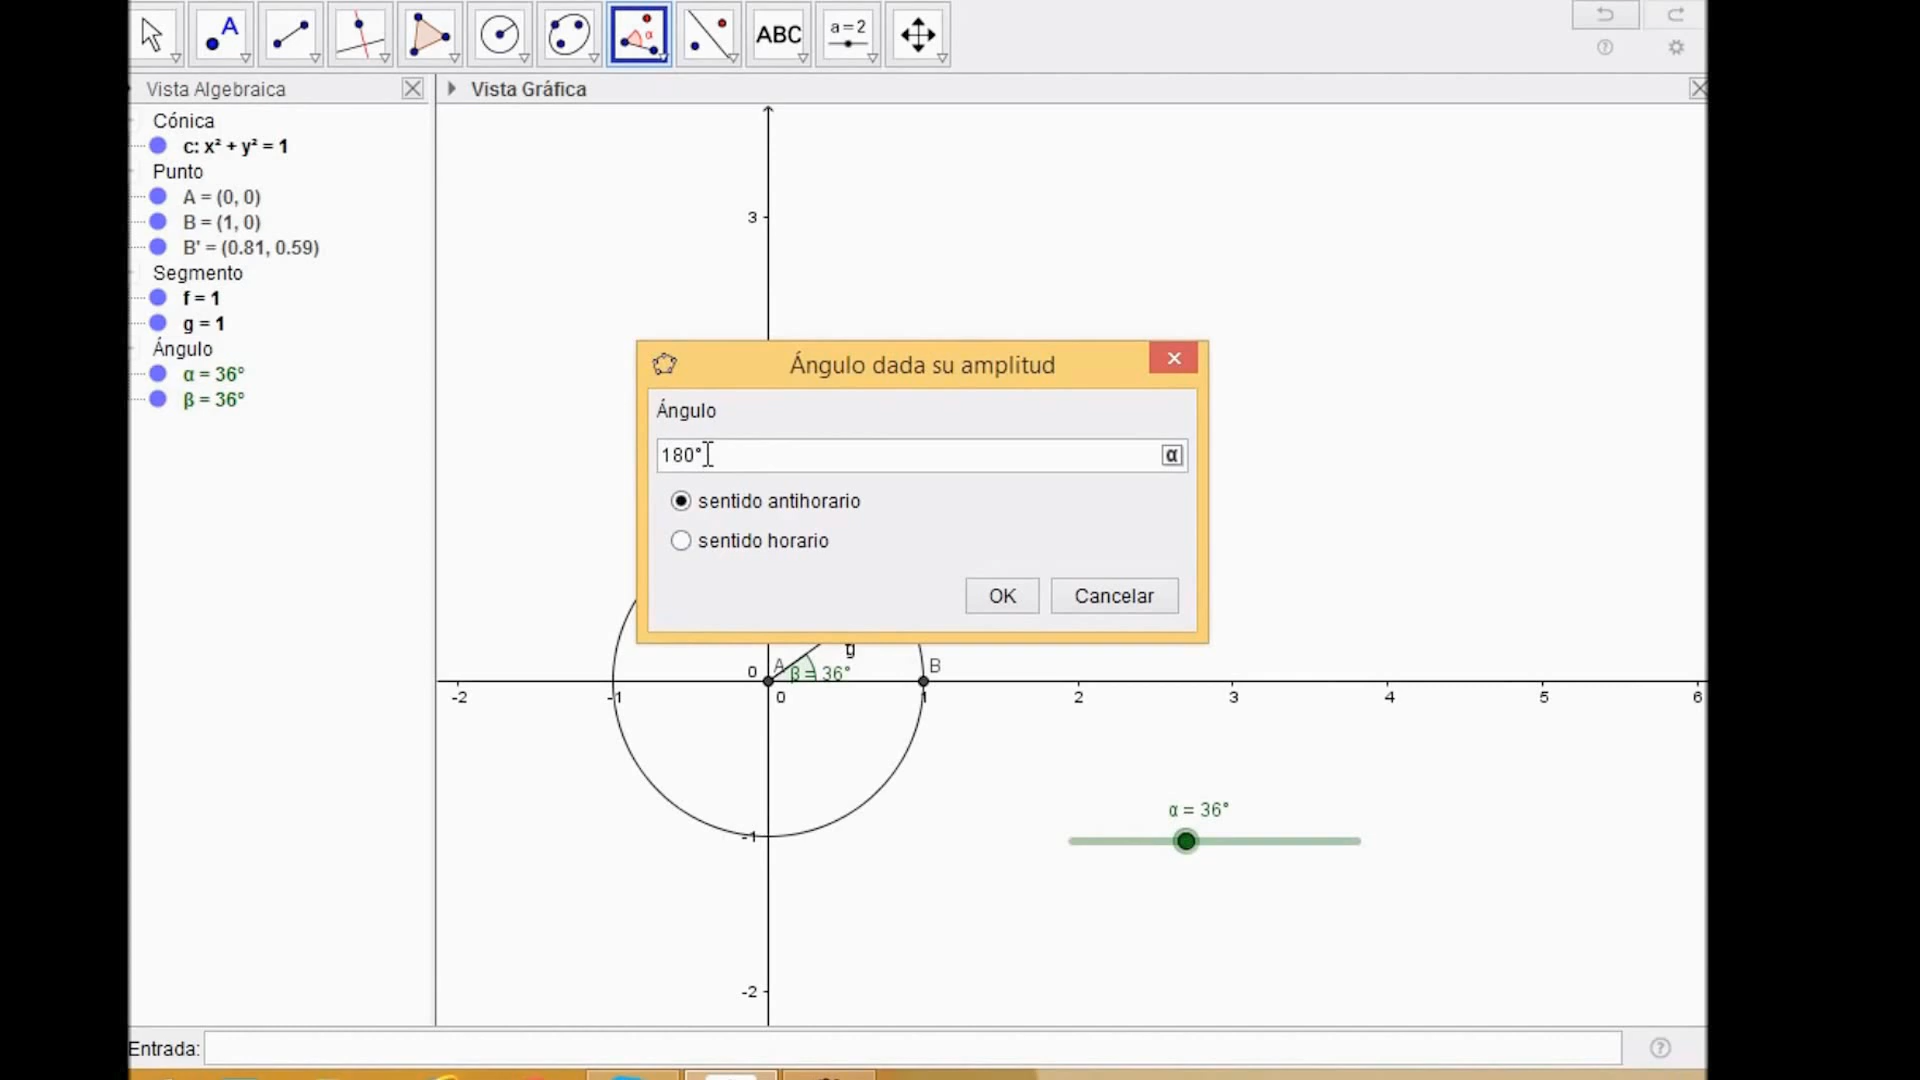 A
α
ABC
a = 2
Vista Algebraica
Vista Gráfica
Cónica
c: x² + y² = 1
Punto
A = (0, 0)
B = (1, 0)
B' = (0.81, 0.59)
Segmento
f = 1
g = 1
Ángulo
α = 36°
β = 36°
3
Ángulo dada su amplitud
Ángulo
180°
α
sentido antihorario
sentido horario
OK
Cancelar
g
0 A β = 36° B
-2 -1 0 1 2 3 4 5 6
α = 36°
-1
-2
Entrada: